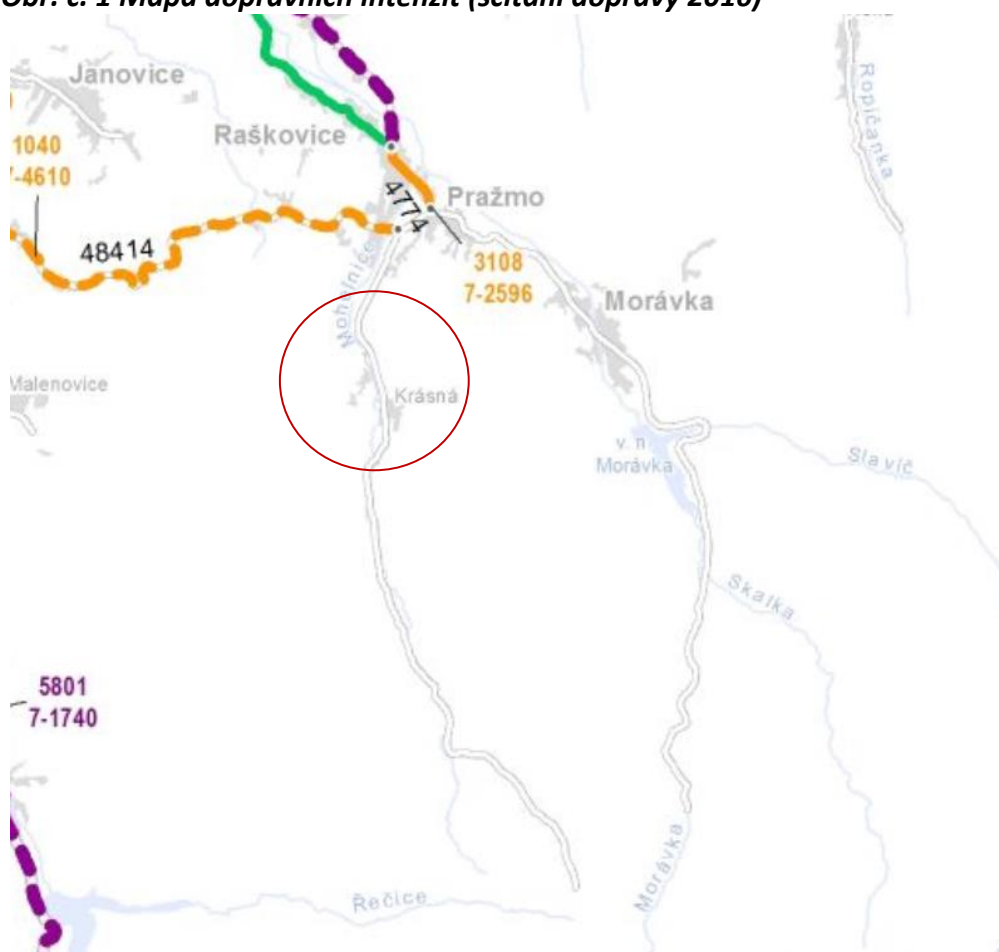 Obr. č. 1 Mapa dopravních intenzit (sčítání dopravy 2016)
Janovice
Ropičanka
Raškovice
1040
7-4610
4774
Pražmo
48414
3108
7-2596
Mohelnice
Morávka
Malenovice
Krásná
v. n
Morávka
Slavíč
Skalka
5801
7-1740
Řečice
Morávka